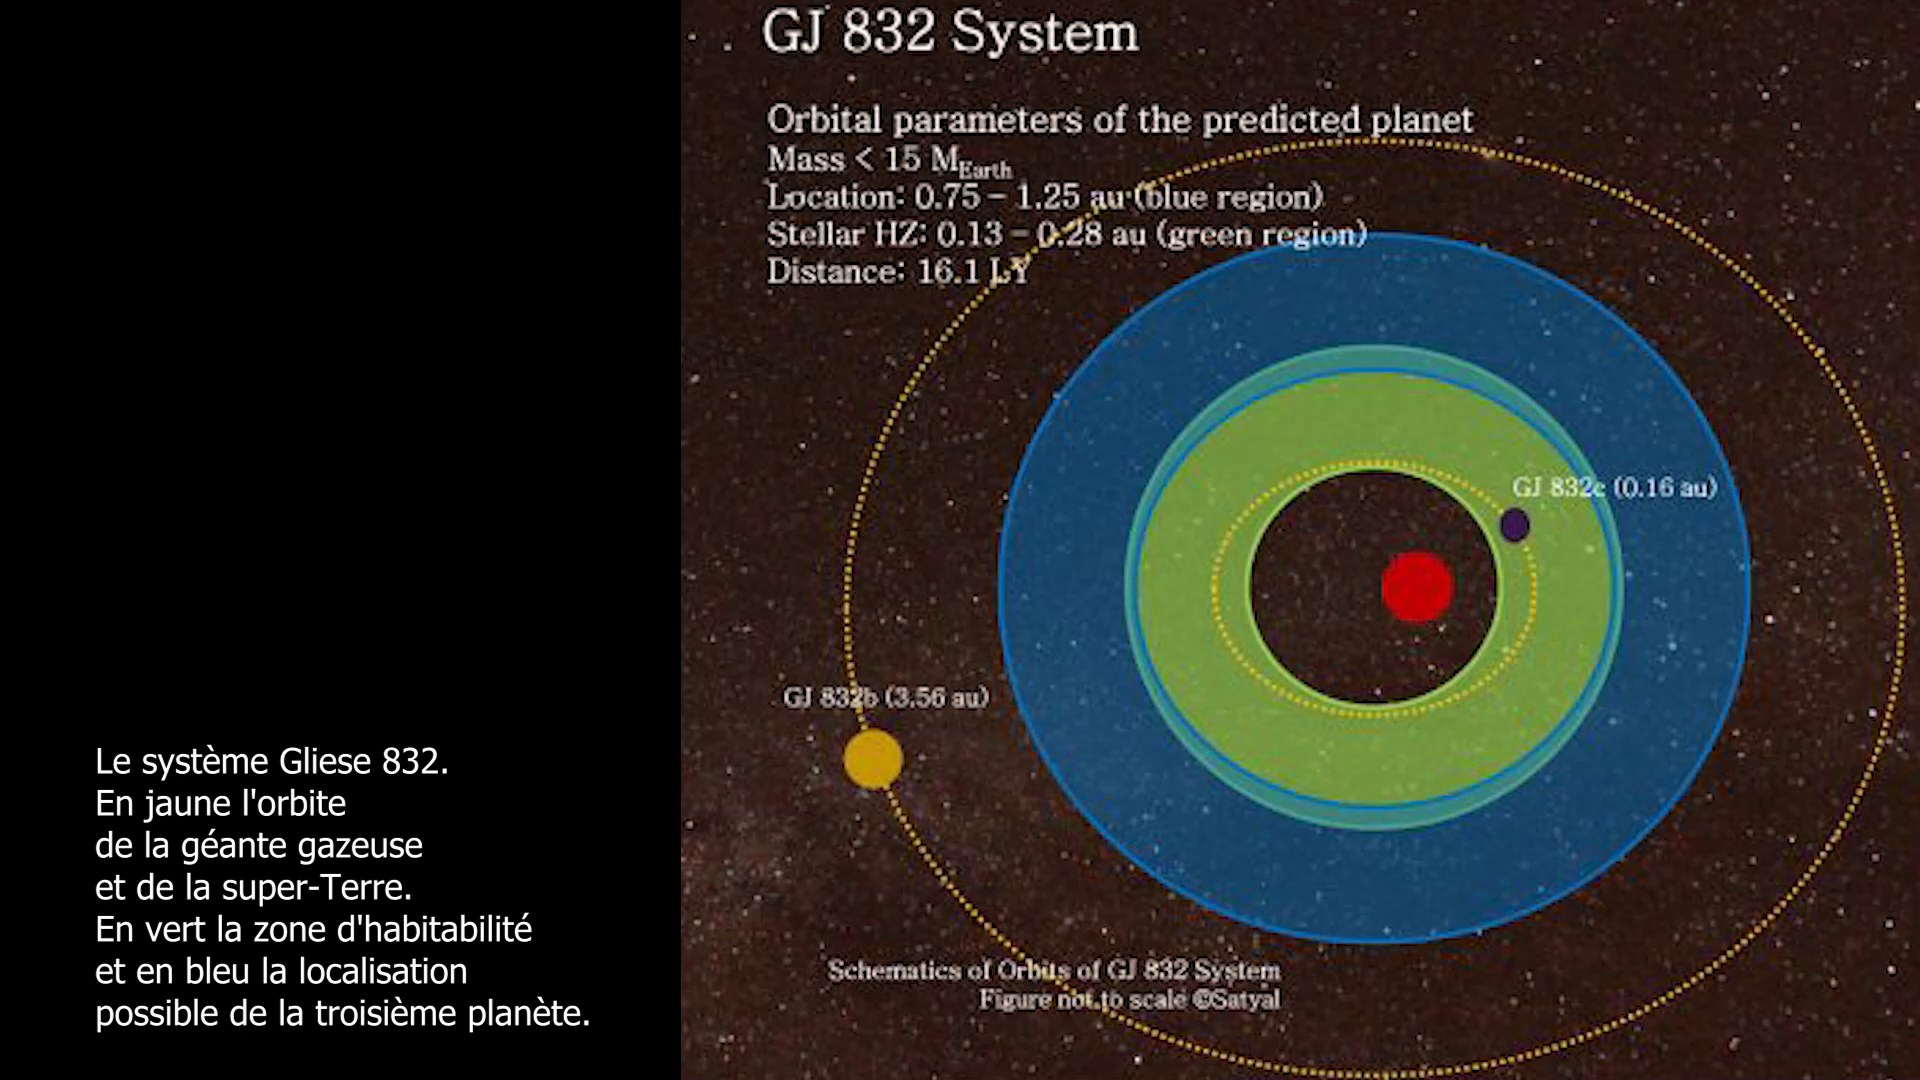 GJ 832 System
Orbital parameters of the predicted planet
Mass < 15 MEarth
Location: 0.75 – 1.25 au (blue region)
Stellar HZ: 0.13 – 0.28 au (green region)
Distance: 16.1 LY
GJ 832c (0.16 au)
GJ 832b (3.56 au)
Le système Gliese 832.
En jaune l'orbite
de la géante gazeuse
et de la super-Terre.
En vert la zone d'habitabilité
et en bleu la localisation
possible de la troisième planète.
Schematics of Orbits of GJ 832 System
Figure not to scale ©Satyal